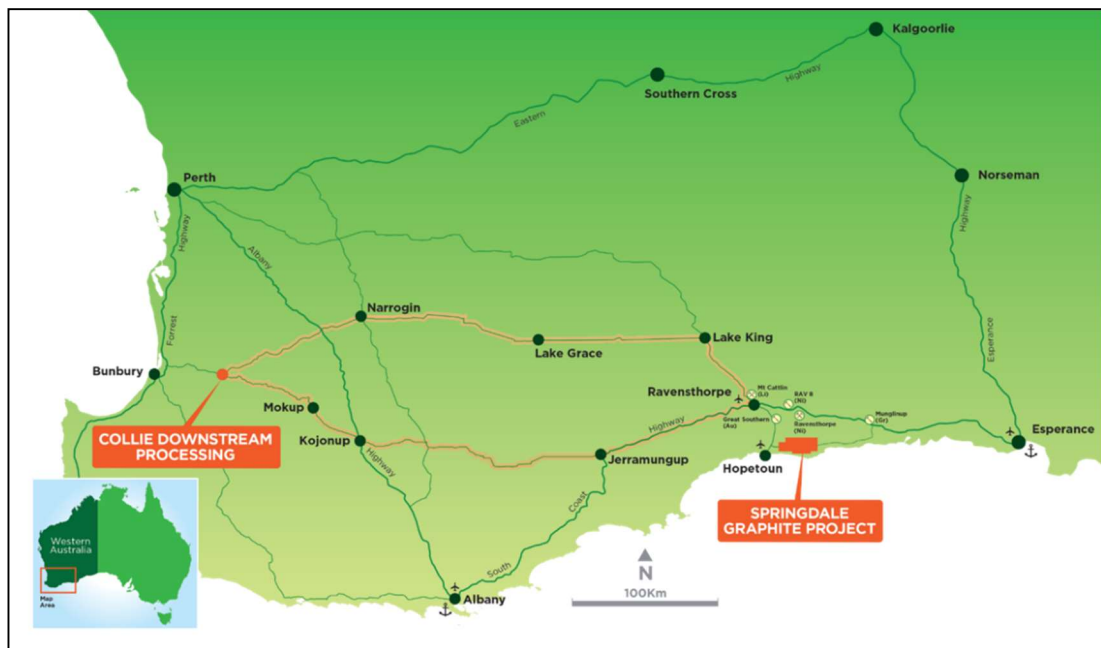 Kalgoorlie
Southern Cross
Highway
Eastern
Perth
Norseman
Highway
Albany
Highway
Forrest
Narrogin
Esperance
Lake Grace
Lake King
Bunbury
Ravensthorpe
Mt Cattlin
(Li)
RAV 8
(Ni)
Mokup
Great Southern
(Au)
Ravensthorpe
(Ni)
Munglinup
(Gr)
COLLIE DOWNSTREAM
PROCESSING
Kojonup
Highway
Highway
Esperance
Jerramungup
Hopetoun
Coast
SPRINGDALE
GRAPHITE PROJECT
Western
Australia
Map
Area
South
N
100Km
Albany